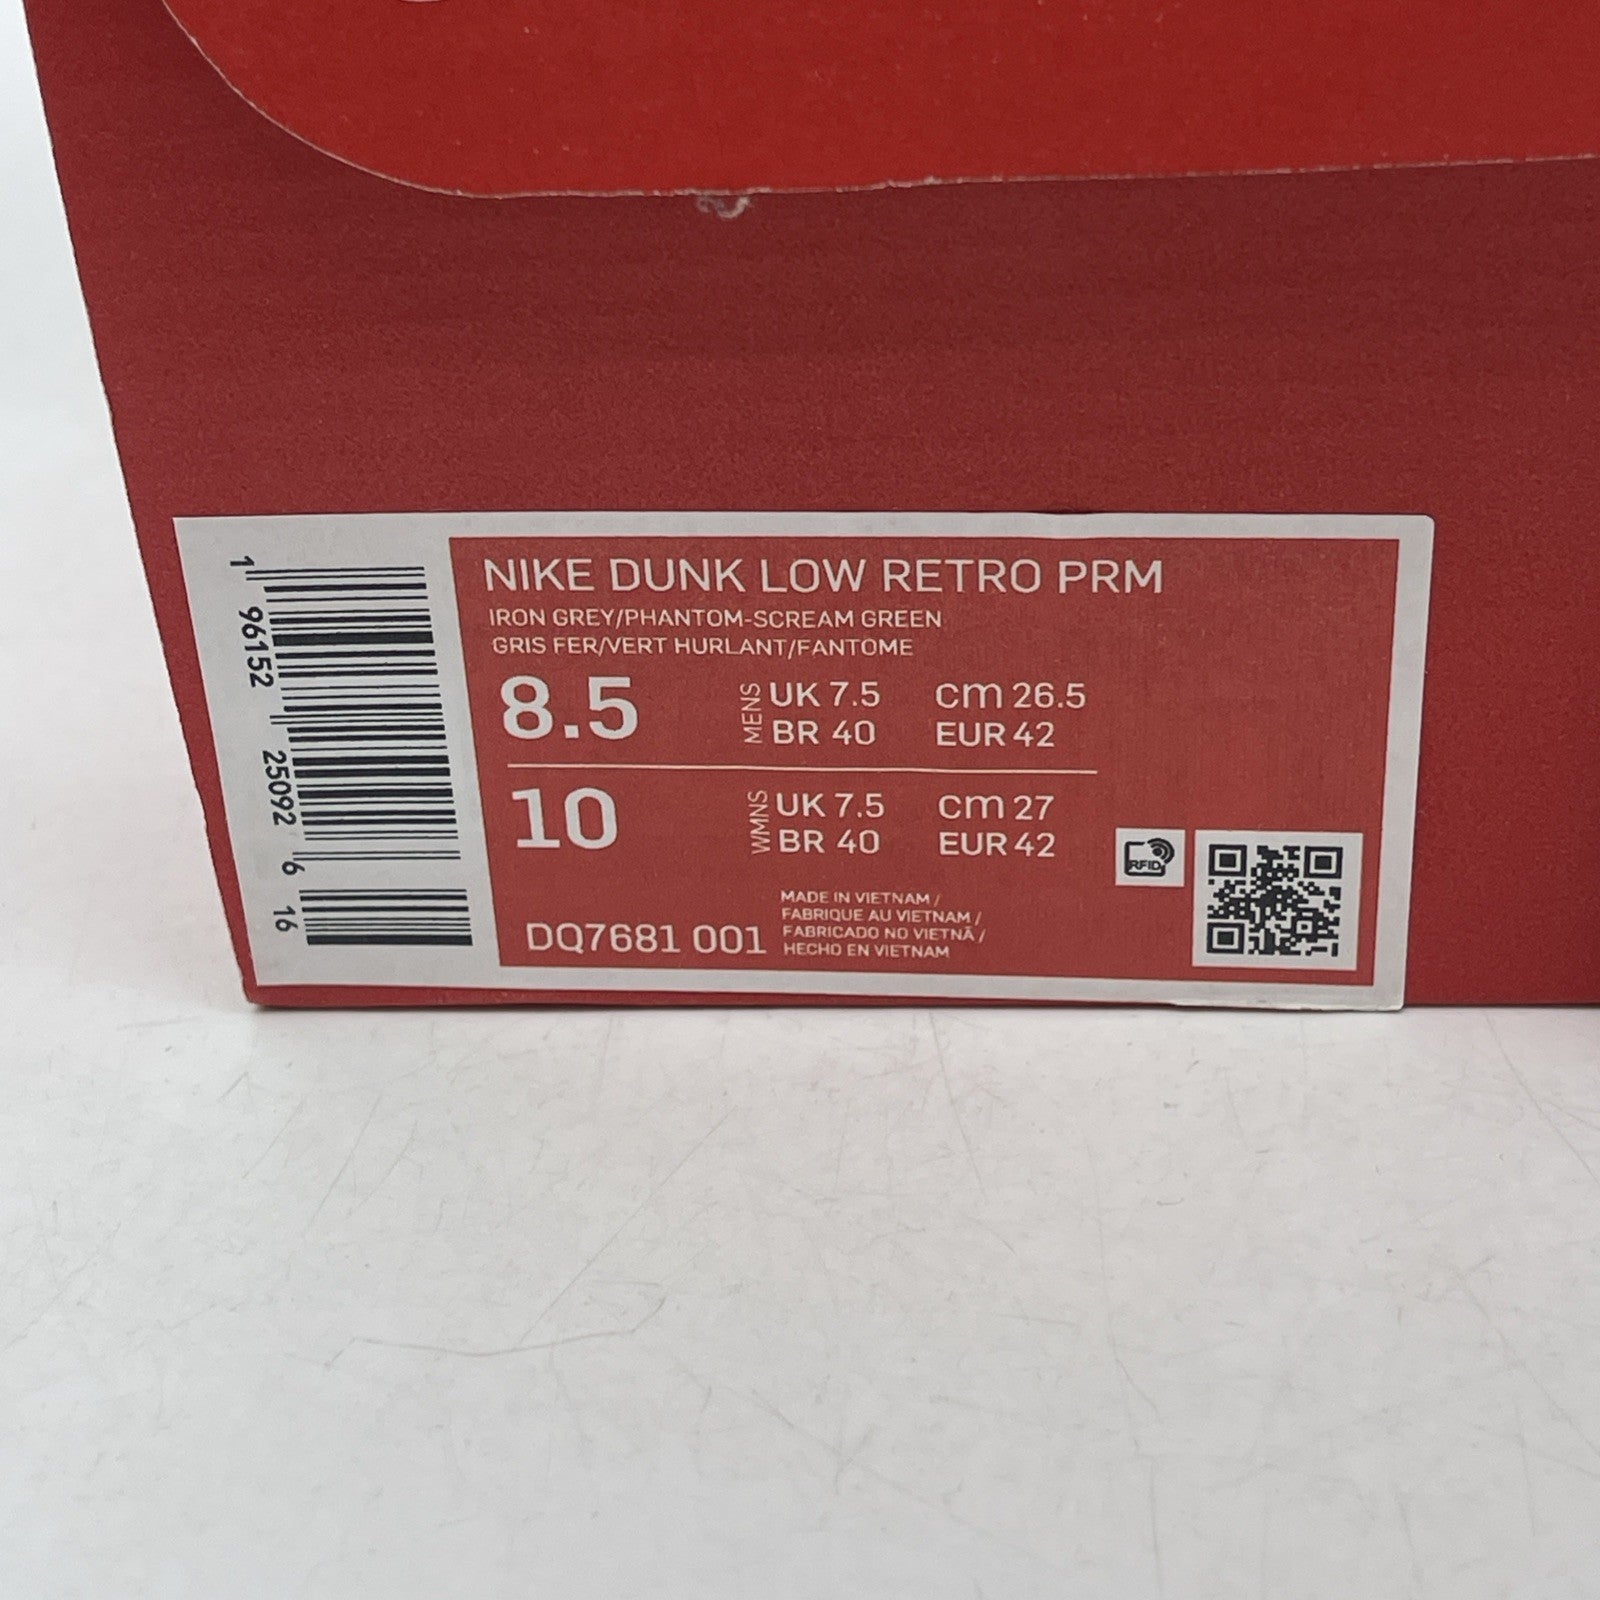 NIKE DUNK LOW RETRO PRM
IRON GREY/PHANTOM-SCREAM GREEN
GRIS FER/VERT HURLANT/FANTOME
8.5 MENS UK 7.5 cm 26.5
BR 40 EUR 42
10 WMNS UK 7.5 cm 27
BR 40 EUR 42
RFID
DQ7681 001
MADE IN VIETNAM /
FABRIQUE AU VIETNAM /
FABRICADO NO VIETNÃ /
HECHO EN VIETNAM
1 96152 25092 6 16